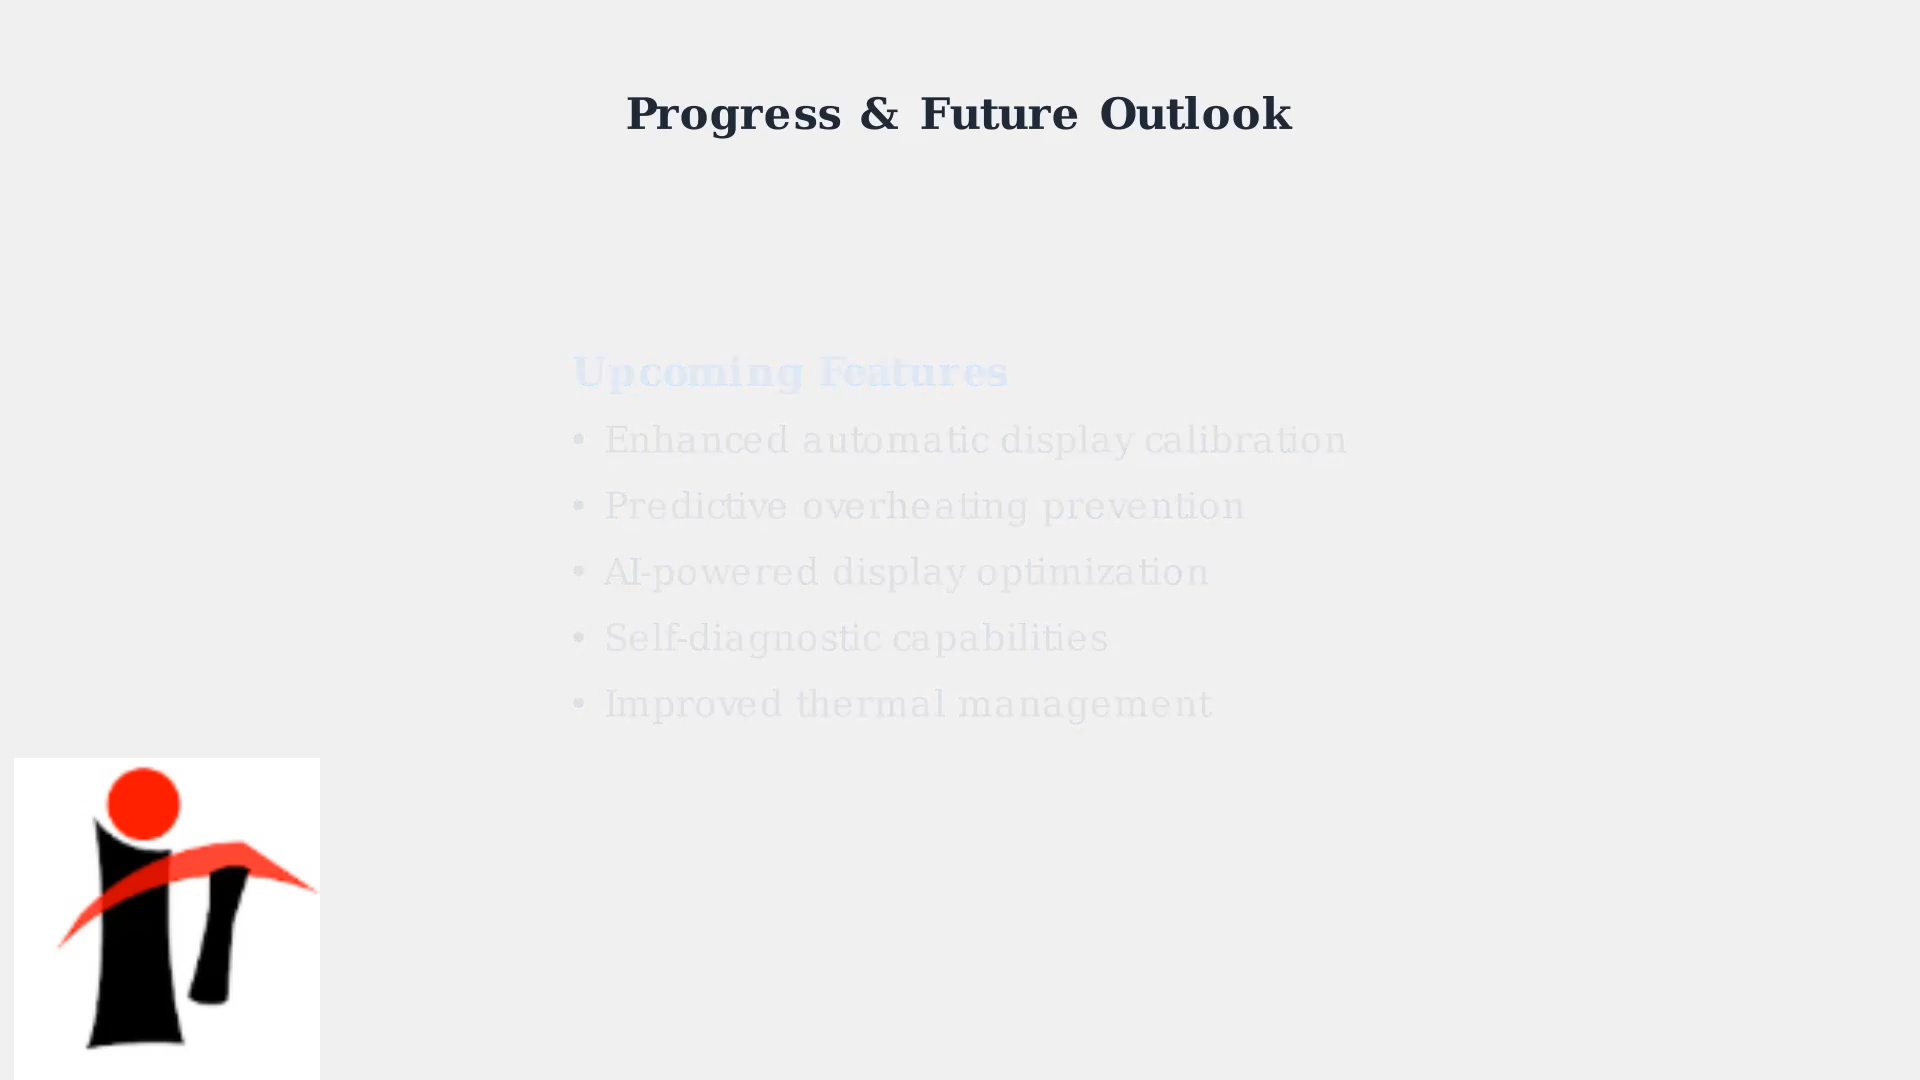 Progress & Future Outlook
Upcoming Features
• Enhanced automatic display calibration
• Predictive overheating prevention
• AI-powered display optimization
• Self-diagnostic capabilities
• Improved thermal management